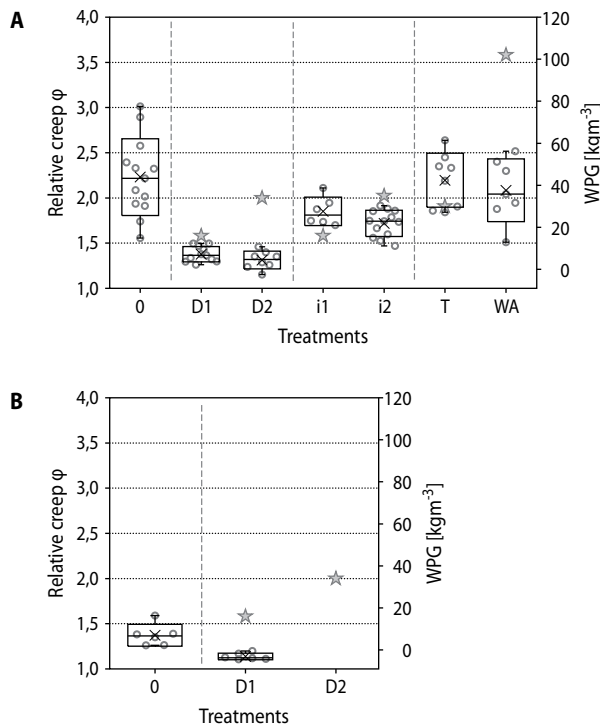 A
4,0
3,5
3,0
2,5
2,0
1,5
1,0
Relative creep φ
120
100
80
60
40
20
0
WPG [kgm-3]
0 D1 D2 i1 i2 T WA
Treatments
B
4,0
3,5
3,0
2,5
2,0
1,5
1,0
Relative creep φ
120
100
80
60
40
20
0
WPG [kgm-3]
0 D1 D2
Treatments